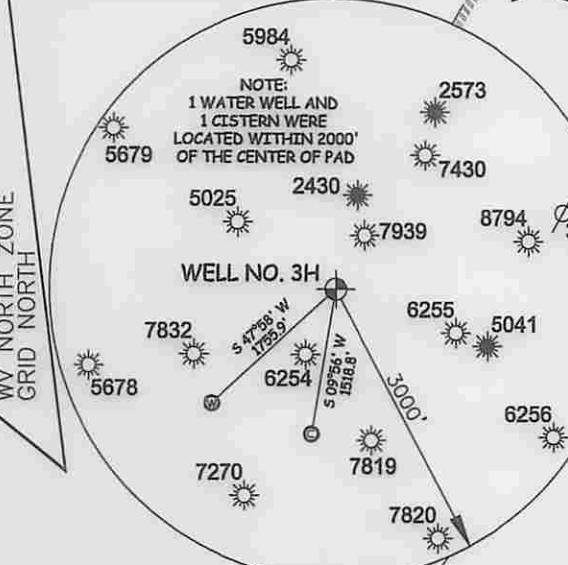 5984
NOTE:
1 WATER WELL AND
1 CISTERN WERE
LOCATED WITHIN 2000'
OF THE CENTER OF PAD
2573
5679
7430
5025
2430
7939
8794
WV NORTH ZONE
GRID NORTH
WELL NO. 3H
6255
5041
7832
S 47°58' W
1755.9'
6254
S 09°56' W
1518.8'
5678
3000'
W
C
6256
7819
7270
7820